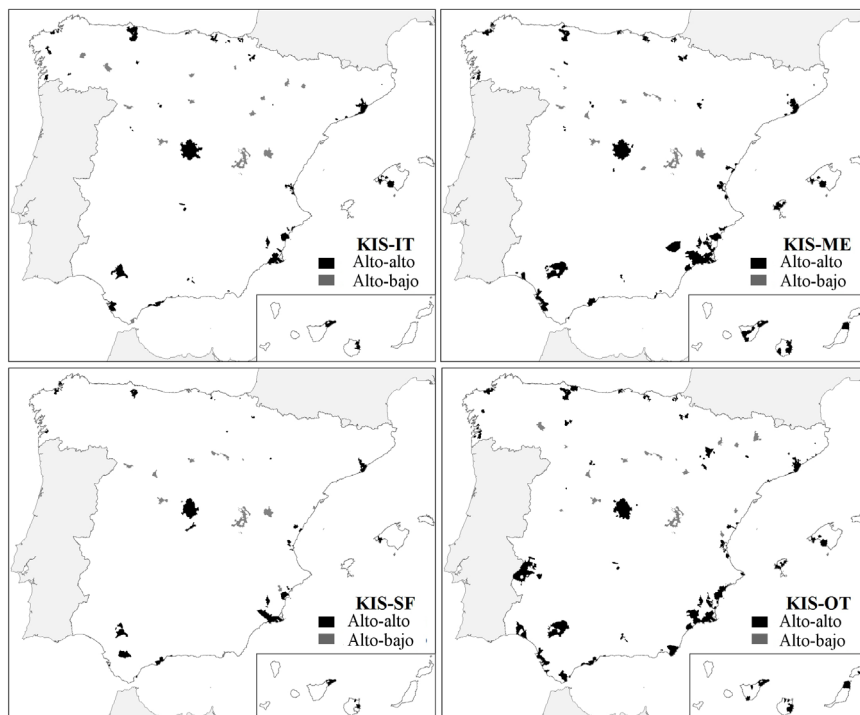 KIS-IT
Alto-alto
Alto-bajo
KIS-ME
Alto-alto
Alto-bajo
KIS-SF
Alto-alto
Alto-bajo
KIS-OT
Alto-alto
Alto-bajo